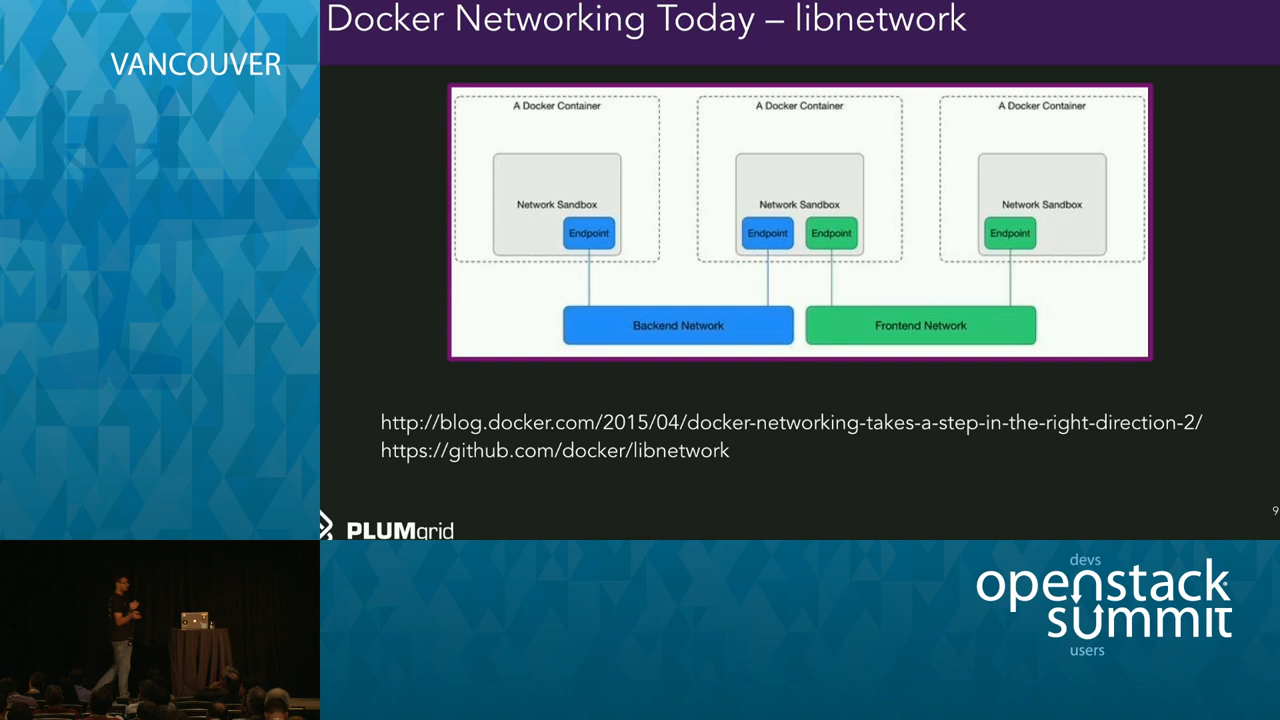 VANCOUVER
Docker Networking Today – libnetwork
A Docker Container
A Docker Container
A Docker Container
Network Sandbox
Network Sandbox
Network Sandbox
Endpoint
Endpoint
Endpoint
Endpoint
Backend Network
Frontend Network
http://blog.docker.com/2015/04/docker-networking-takes-a-step-in-the-right-direction-2/
https://github.com/docker/libnetwork
9
PLUMgrid
devs
openstack
summit
users